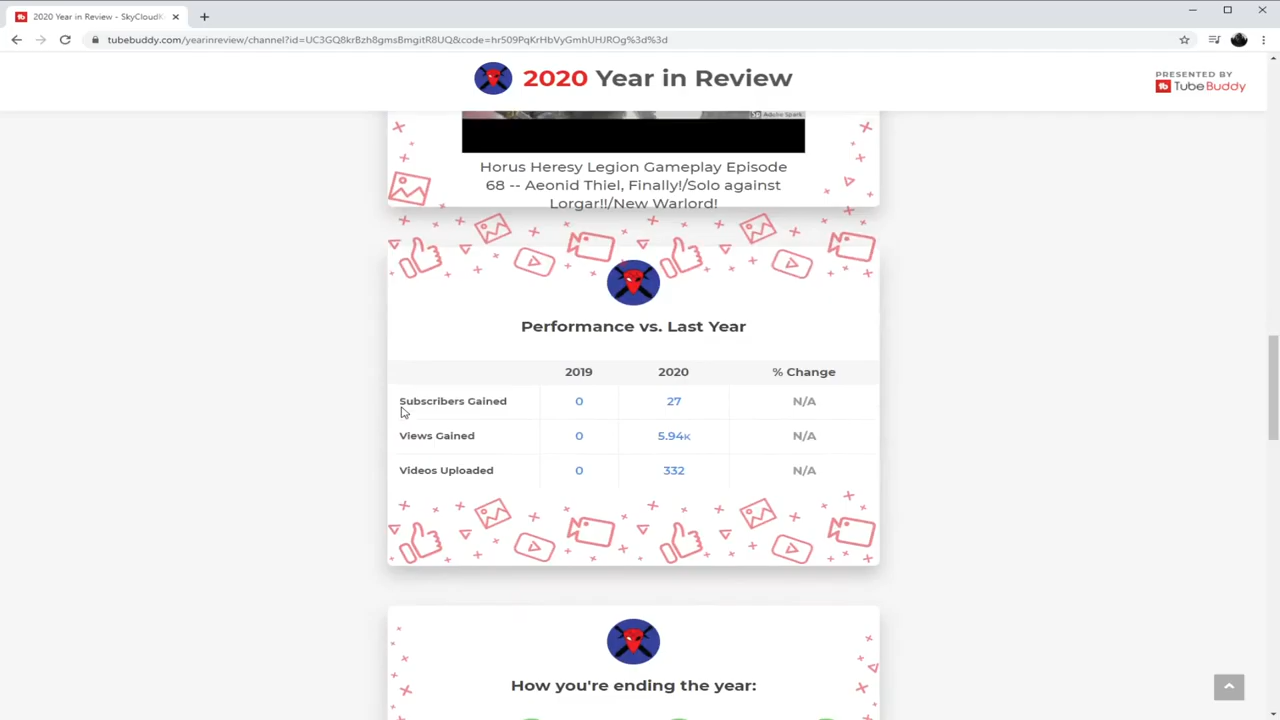 2020 Year in Review - SkyCloudK
tubebuddy.com/yearinreview/channel?id=UC3GQ8krBzh8gmsBmgitR8UQ&code=hrS09PqKrHbVyGmhUHJROg%3d%3d
2020 Year in Review
PRESENTED BY
TubeBuddy
Adobe Spark
Horus Heresy Legion Gameplay Episode
68 -- Aeonid Thiel, Finally!/Solo against
Lorgar!!/New Warlord!
Performance vs. Last Year
2019 2020 % Change
Subscribers Gained 0 27 N/A
Views Gained 0 5.94K N/A
Videos Uploaded 0 332 N/A
How you're ending the year: